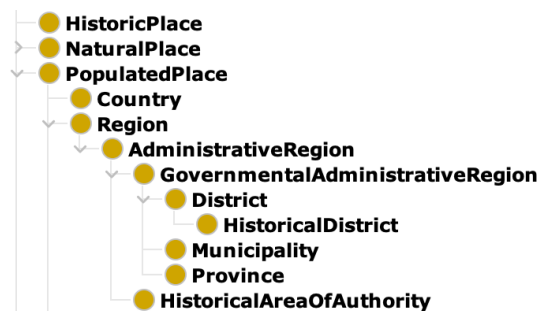 HistoricPlace
NaturalPlace
PopulatedPlace
Country
Region
AdministrativeRegion
GovernmentalAdministrativeRegion
District
HistoricalDistrict
Municipality
Province
HistoricalAreaOfAuthority